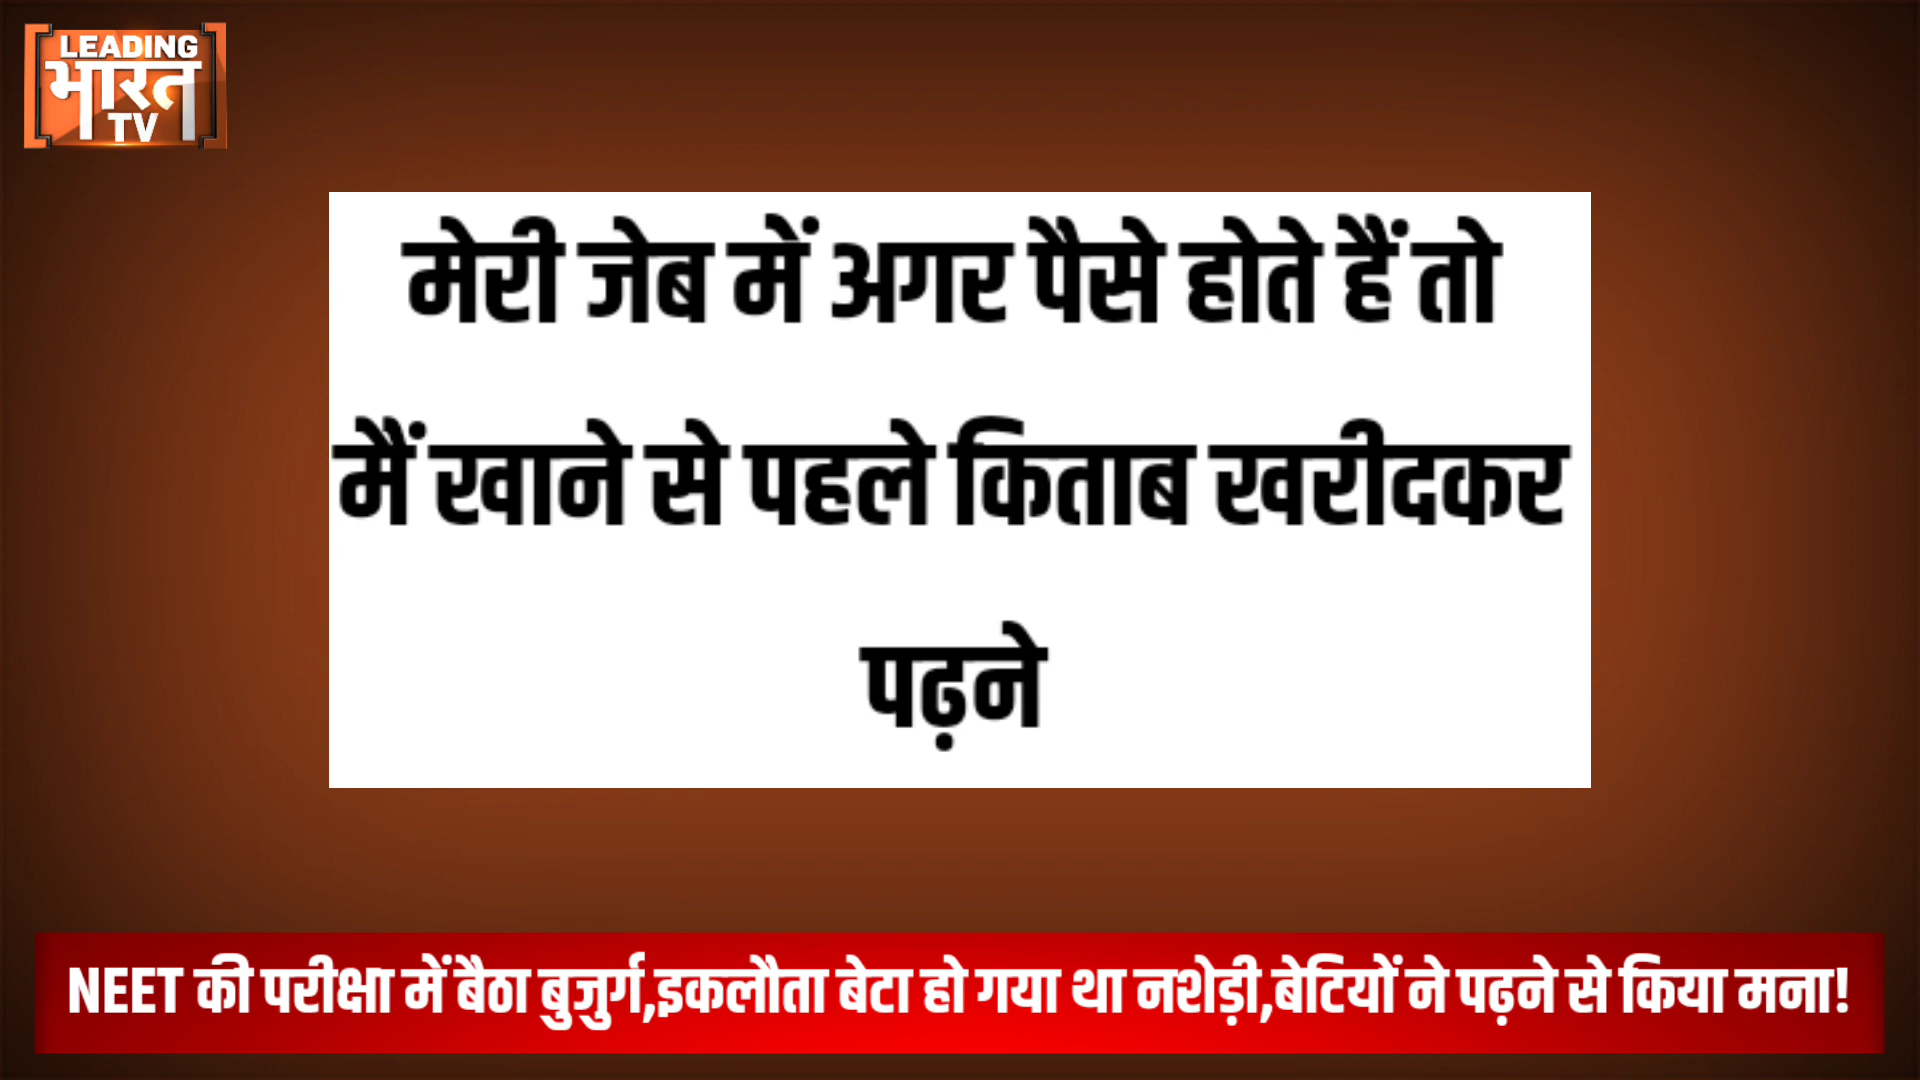 LEADING
भारत
TV
मेरी जेब में अगर पैसे होते हैं तो
मैं खाने से पहले किताब खरीदकर
पढ़ने
NEET की परीक्षा में बैठा बुजुर्ग,इकलौता बेटा हो गया था नशेड़ी,बेटियों ने पढ़ने से किया मना!